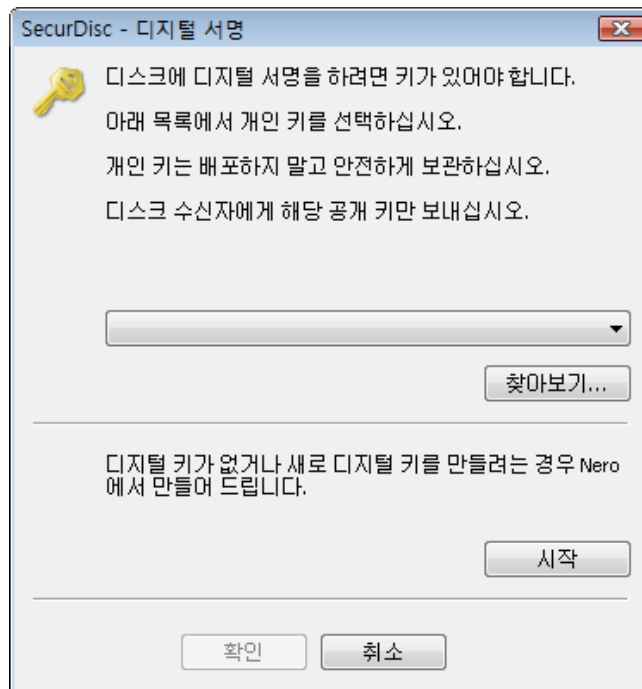 SecurDisc - 디지털 서명
디스크에 디지털 서명을 하려면 키가 있어야 합니다.
아래 목록에서 개인 키를 선택하십시오.
개인 키는 배포하지 말고 안전하게 보관하십시오.
디스크 수신자에게 해당 공개 키만 보내십시오.
찾아보기...
디지털 키가 없거나 새로 디지털 키를 만들려는 경우 Nero
에서 만들어 드립니다.
시작
확인
취소